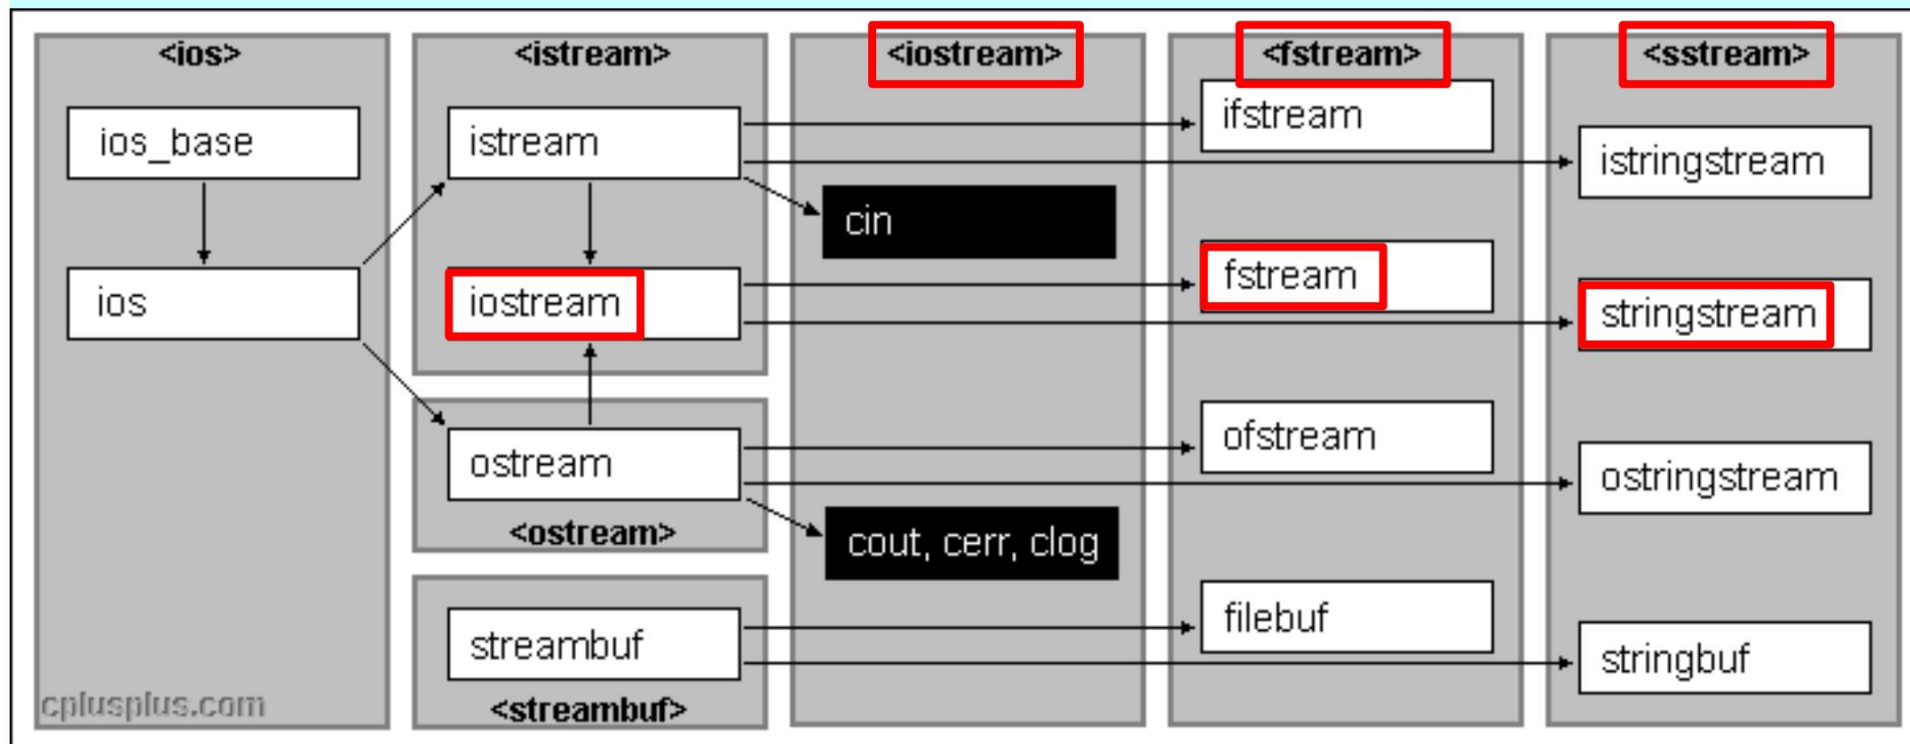 <ios>
ios_base
ios
cplusplus.com
<istream>
istream
iostream
ostream
<ostream>
streambuf
<streambuf>
<iostream>
cin
cout, cerr, clog
<fstream>
ifstream
fstream
ofstream
filebuf
<sstream>
istringstream
stringstream
ostringstream
stringbuf